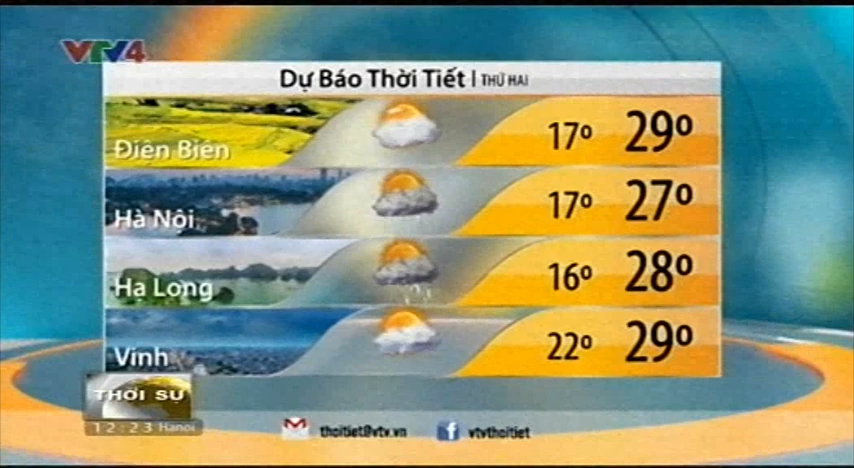 VTV4
Dự Báo Thời Tiết | THỨ HAI
Điện Biên 17º 29º
Hà Nội 17º 27º
Hạ Long 16º 28º
Vinh 22º 29º
THỜI SỰ
12:23 Hanoi
thoitiet@vtv.vn vtvthoitiet